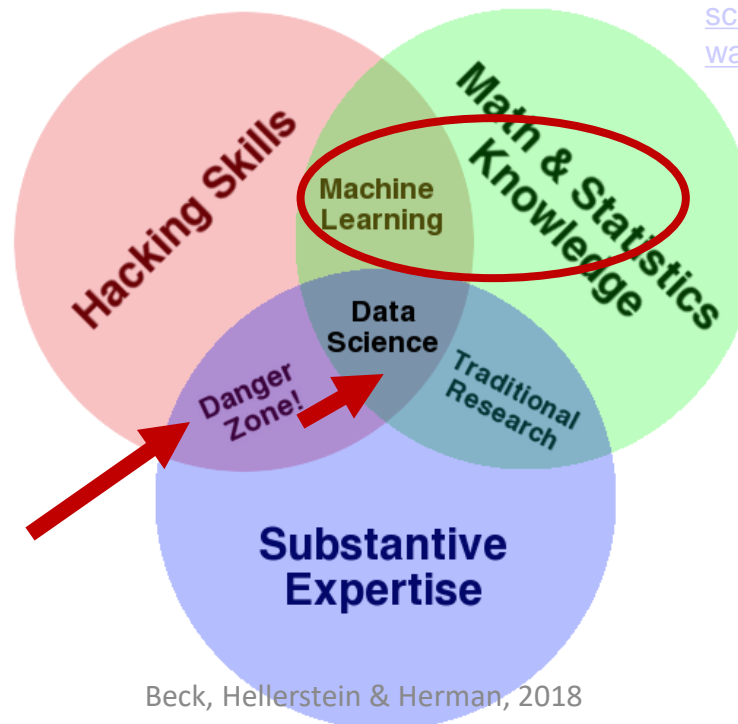 Hacking Skills
Math & Statistics
Knowledge
Machine
Learning
Data
Science
Danger
Zone!
Traditional
Research
Substantive
Expertise
Beck, Hellerstein & Herman, 2018